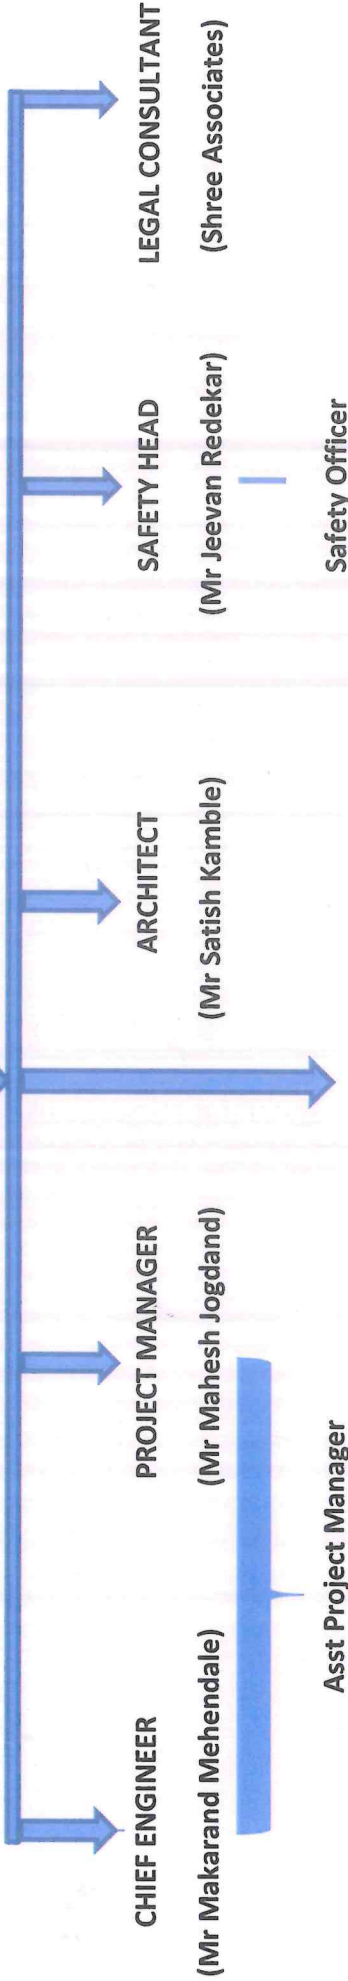 CHIEF ENGINEER
(Mr Makarand Mehendale)
PROJECT MANAGER
(Mr Mahesh Jogdand)
Asst Project Manager
ARCHITECT
(Mr Satish Kamble)
SAFETY HEAD
(Mr Jeevan Redekar)
Safety Officer
LEGAL CONSULTANT
(Shree Associates)